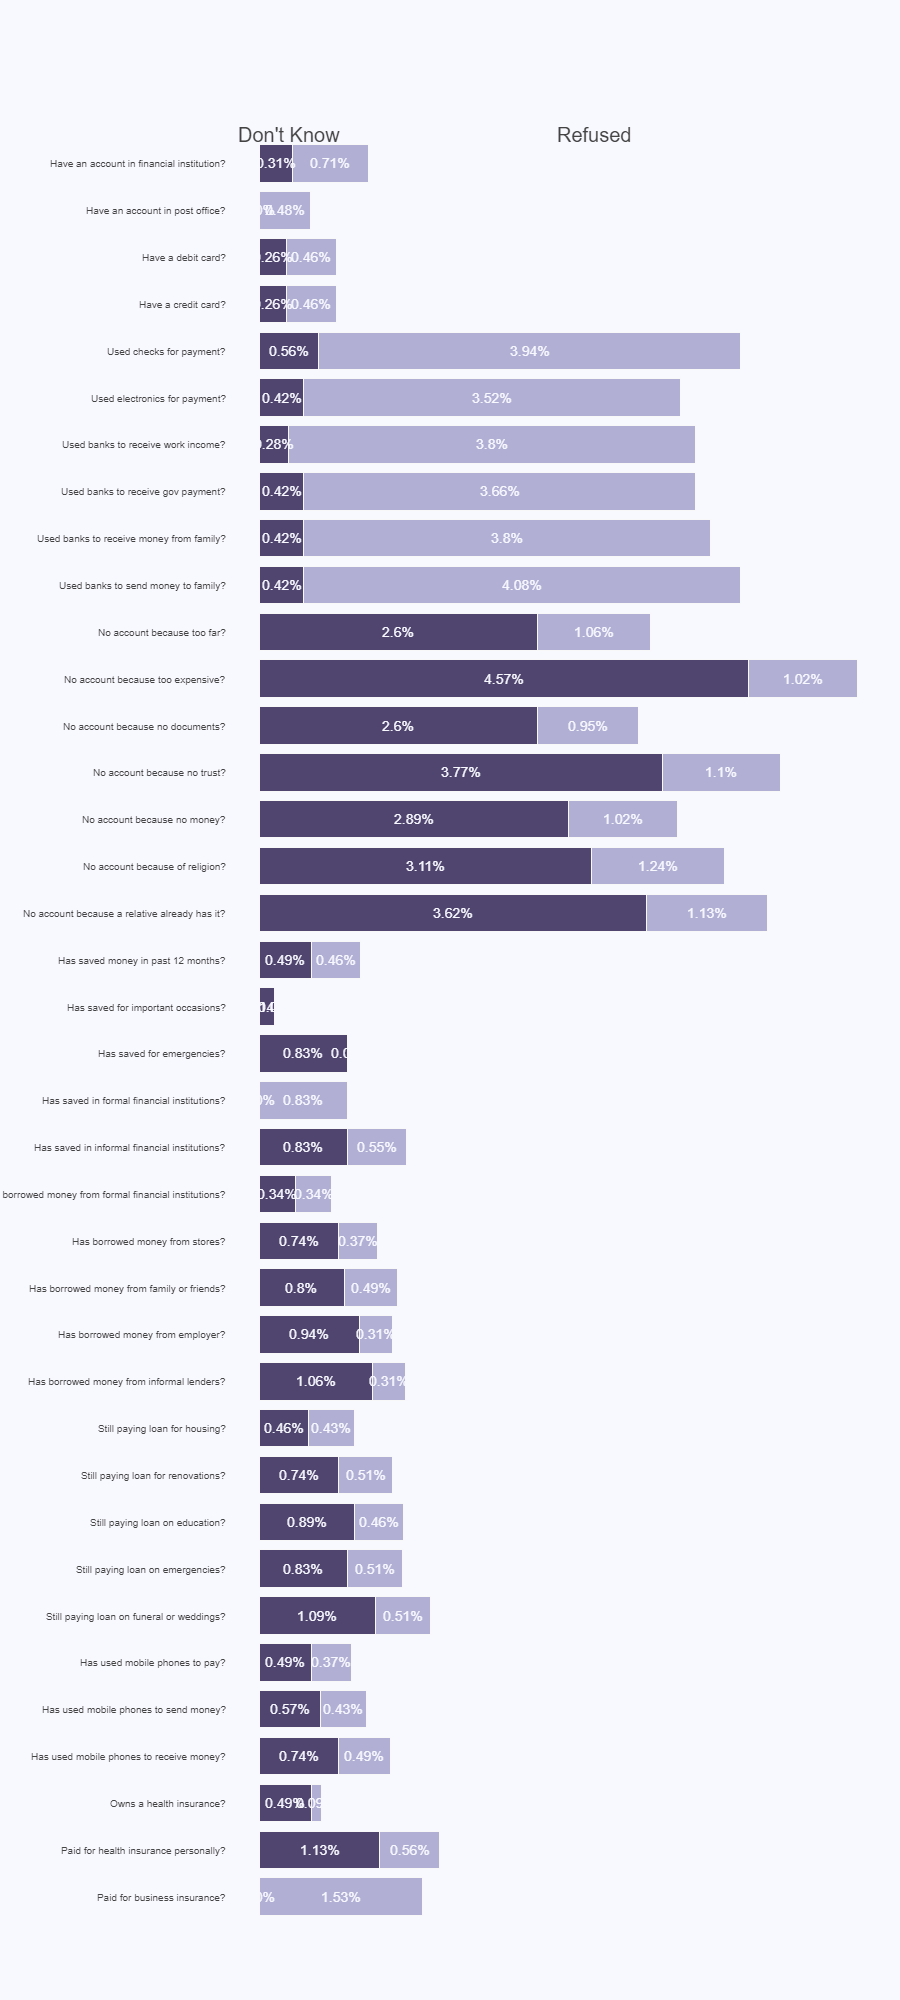 Don't Know Refused
Have an account in financial institution? 0.31% 0.71%
Have an account in post office? 0.48%
Have a debit card? 0.26% 0.46%
Have a credit card? 0.26% 0.46%
Used checks for payment? 0.56% 3.94%
Used electronics for payment? 0.42% 3.52%
Used banks to receive work income? 0.28% 3.8%
Used banks to receive gov payment? 0.42% 3.66%
Used banks to receive money from family? 0.42% 3.8%
Used banks to send money to family? 0.42% 4.08%
No account because too far? 2.6% 1.06%
No account because too expensive? 4.57% 1.02%
No account because no documents? 2.6% 0.95%
No account because no trust? 3.77% 1.1%
No account because no money? 2.89% 1.02%
No account because of religion? 3.11% 1.24%
No account because a relative already has it? 3.62% 1.13%
Has saved money in past 12 months? 0.49% 0.46%
Has saved for important occasions?
Has saved for emergencies? 0.83% 0.0
Has saved in formal financial institutions? 0% 0.83%
Has saved in informal financial institutions? 0.83% 0.55%
borrowed money from formal financial institutions? 0.34% 0.34%
Has borrowed money from stores? 0.74% 0.37%
Has borrowed money from family or friends? 0.8% 0.49%
Has borrowed money from employer? 0.94% 0.31%
Has borrowed money from informal lenders? 1.06% 0.31%
Still paying loan for housing? 0.46% 0.43%
Still paying loan for renovations? 0.74% 0.51%
Still paying loan on education? 0.89% 0.46%
Still paying loan on emergencies? 0.83% 0.51%
Still paying loan on funeral or weddings? 1.09% 0.51%
Has used mobile phones to pay? 0.49% 0.37%
Has used mobile phones to send money? 0.57% 0.43%
Has used mobile phones to receive money? 0.74% 0.49%
Owns a health insurance? 0.49% 0.09
Paid for health insurance personally? 1.13% 0.56%
Paid for business insurance? 0% 1.53%